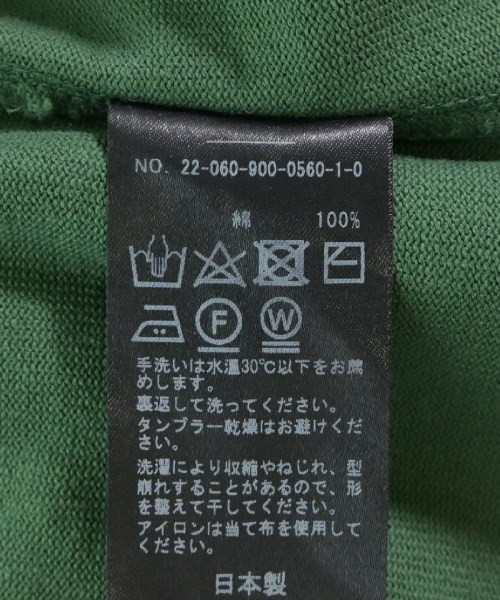 NO. 22-060-900-0560-1-0
綿 100%
F W
手洗いは水温30℃以下をお薦
めします。
裏返して洗ってください。
タンブラー乾燥はお避けくださ
い。
洗濯により収縮やねじれ、型
崩れすることがあるので、形
を整えて干してください。
アイロンは当て布を使用して
ください。
日本製